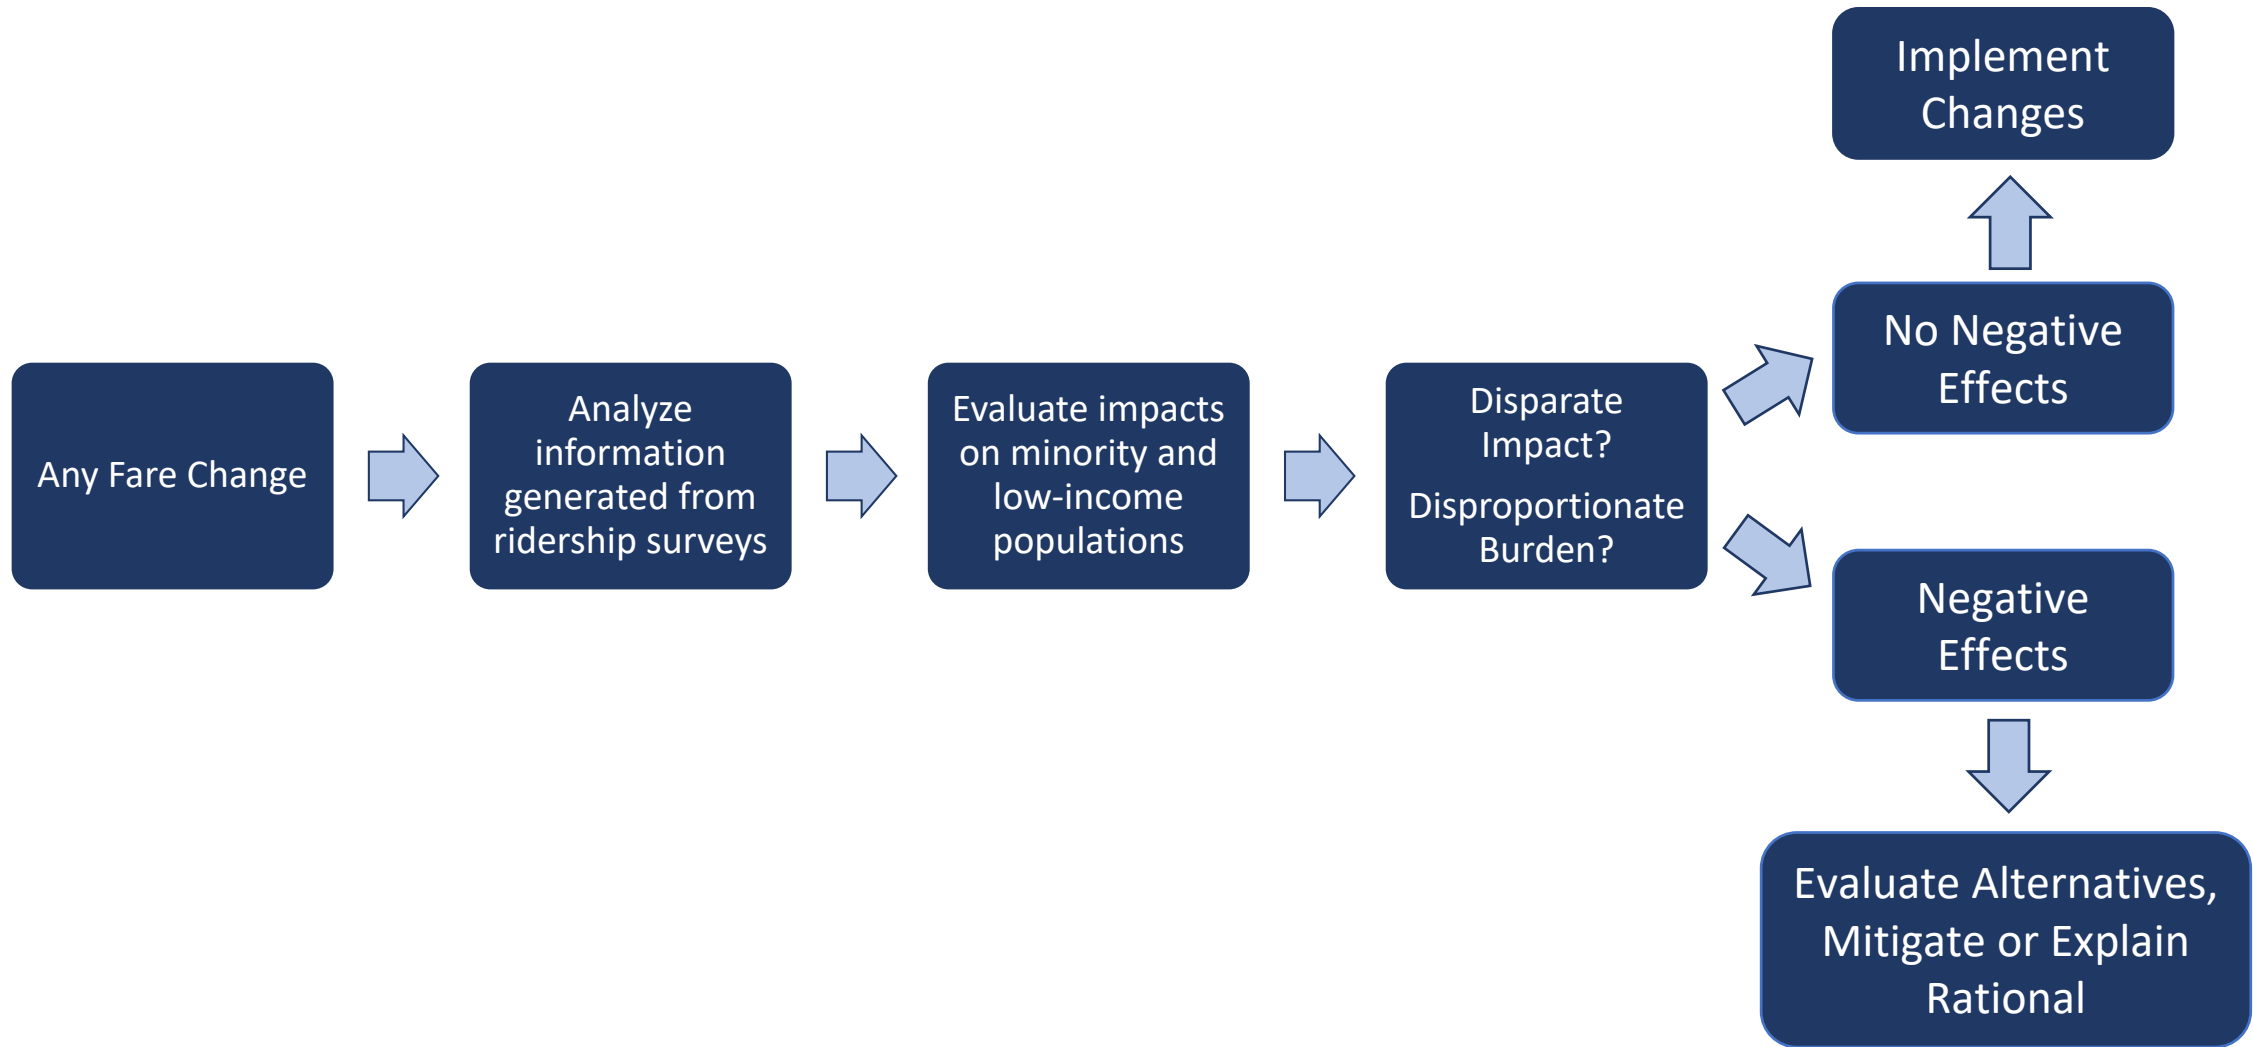 Any Fare Change
Analyze
information
generated from
ridership surveys
Evaluate impacts
on minority and
low-income
populations
Disparate
Impact?
Disproportionate
Burden?
No Negative
Effects
Implement
Changes
Negative
Effects
Evaluate Alternatives,
Mitigate or Explain
Rational